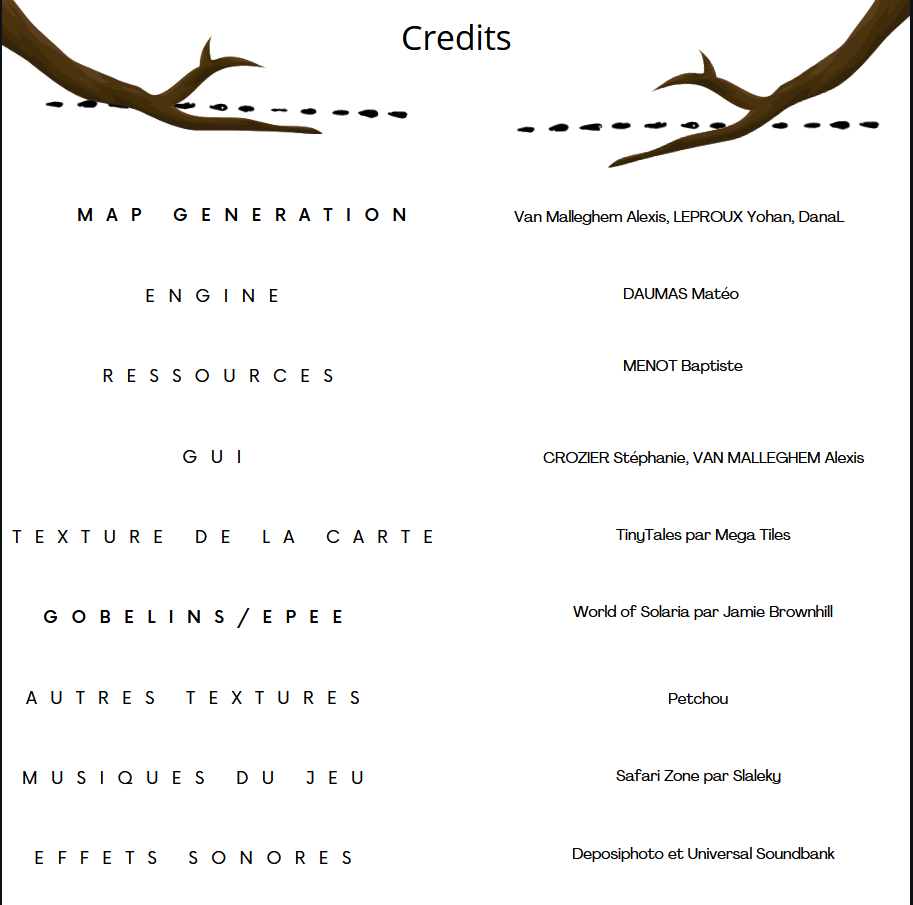 Credits
MAP GENERATION
Van Malleghem Alexis, LEPROUX Yohan, DanaL
ENGINE
DAUMAS Matéo
RESSOURCES
MENOT Baptiste
GUI
CROZIER Stéphanie, VAN MALLEGHEM Alexis
TEXTURE DE LA CARTE
TinyTales par Mega Tiles
GOBELINS/EPEE
World of Solaria par Jamie Brownhill
AUTRES TEXTURES
Petchou
MUSIQUES DU JEU
Safari Zone par Slaleky
EFFETS SONORES
Deposiphoto et Universal Soundbank